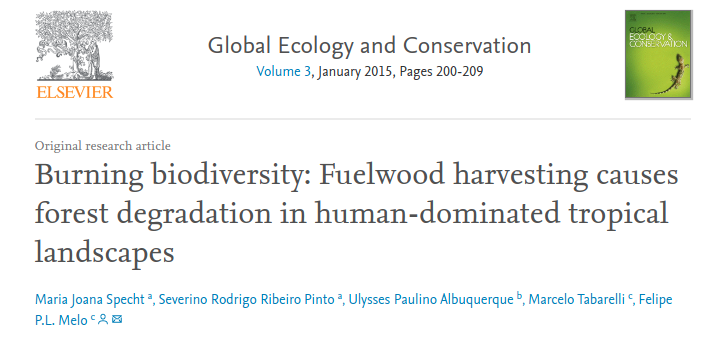 ELSEVIER
Global Ecology and Conservation
Volume 3, January 2015, Pages 200-209
GLOBAL
ECOLOGY &
CONSERVATION
Original research article
Burning biodiversity: Fuelwood harvesting causes
forest degradation in human-dominated tropical
landscapes
Maria Joana Specht ᵃ, Severino Rodrigo Ribeiro Pinto ᵃ, Ulysses Paulino Albuquerque ᵇ, Marcelo Tabarelli ᶜ, Felipe
P.L. Melo ᶜ